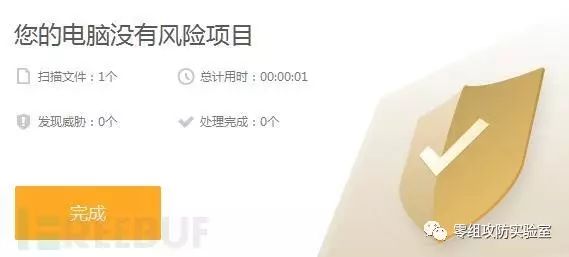 您的电脑没有风险项目
扫描文件：1个
总计用时：00:00:01
发现威胁：0个
处理完成：0个
完成
REEBUF
零组攻防实验室